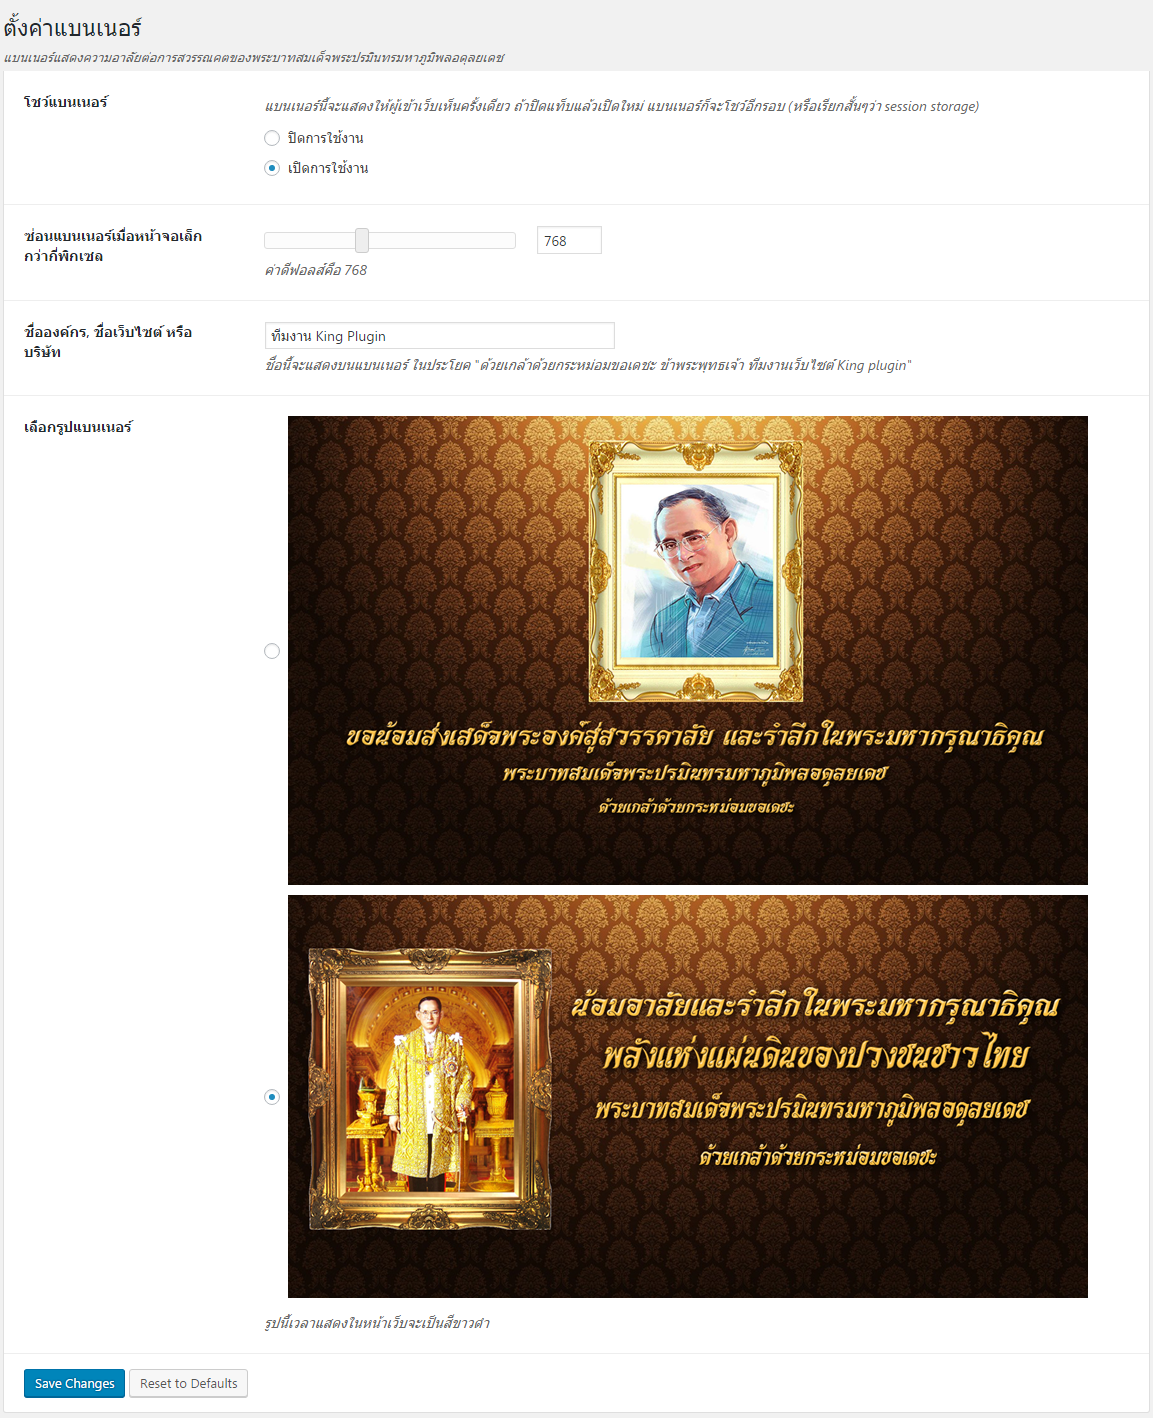 ตั้งค่าแบนเนอร์
แบนเนอร์แสดงความอาลัยต่อการสวรรณคตของพระบาทสมเด็จพระปรมินทรมหาภูมิพลอดุลยเดช
โชว์แบนเนอร์
แบนเนอร์นี้จะแสดงให้ผู้เข้าเว็บเห็นครั้งเดียว ถ้าปิดแท็บแล้วเปิดใหม่ แบนเนอร์ก็จะโชว์อีกรอบ (หรือเรียกสั้นๆว่า session storage)
ปิดการใช้งาน
เปิดการใช้งาน
ซ่อนแบนเนอร์เมื่อหน้าจอเล็ก
กว่ากี่พิกเซล
768
ค่าดีฟอลส์คือ 768
ชื่อองค์กร, ชื่อเว็บไซต์ หรือ
บริษัท
ทีมงาน King Plugin
ชื่อนี้จะแสดงบนแบนเนอร์ ในประโยค "ด้วยเกล้าด้วยกระหม่อมขอเดชะ ข้าพระพุทธเจ้า ทีมงานเว็บไซต์ King plugin"
เลือกรูปแบนเนอร์
ขอน้อมส่งเสด็จพระองค์สู่สวรรคาลัย และรำลึกในพระมหากรุณาธิคุณ
พระบาทสมเด็จพระปรมินทรมหาภูมิพลอดุลยเดช
ด้วยเกล้าด้วยกระหม่อมขอเดชะ
น้อมอาลัยและรำลึกในพระมหากรุณาธิคุณ
พลังแห่งแผ่นดินของปวงชนชาวไทย
พระบาทสมเด็จพระปรมินทรมหาภูมิพลอดุลยเดช
ด้วยเกล้าด้วยกระหม่อมขอเดชะ
รูปนี้เวลาแสดงในหน้าเว็บจะเป็นสีขาวดำ
Save Changes
Reset to Defaults